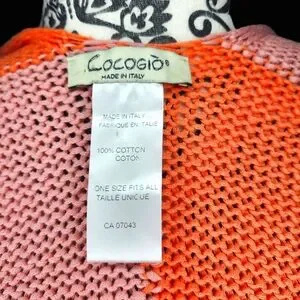 COCOGIO®
MADE IN ITALY
MADE IN ITALY
FABRIQUE EN ITALIE
100% COTTON
COTON
ONE SIZE FITS ALL
TAILLE UNIQUE
CA 07043